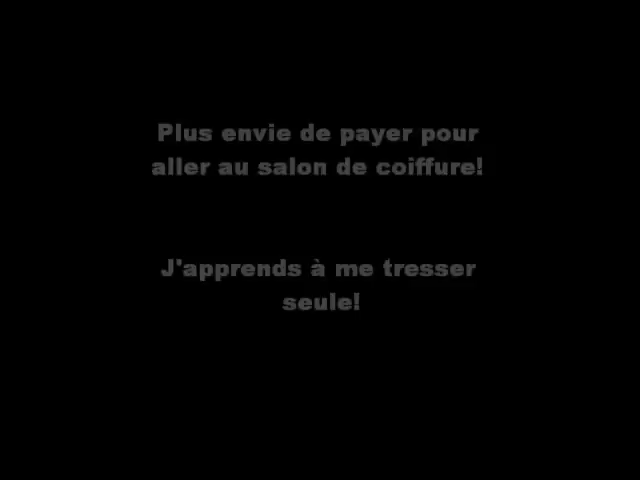 Plus envie de payer pour
aller au salon de coiffure!
J'apprends à me tresser
seule!